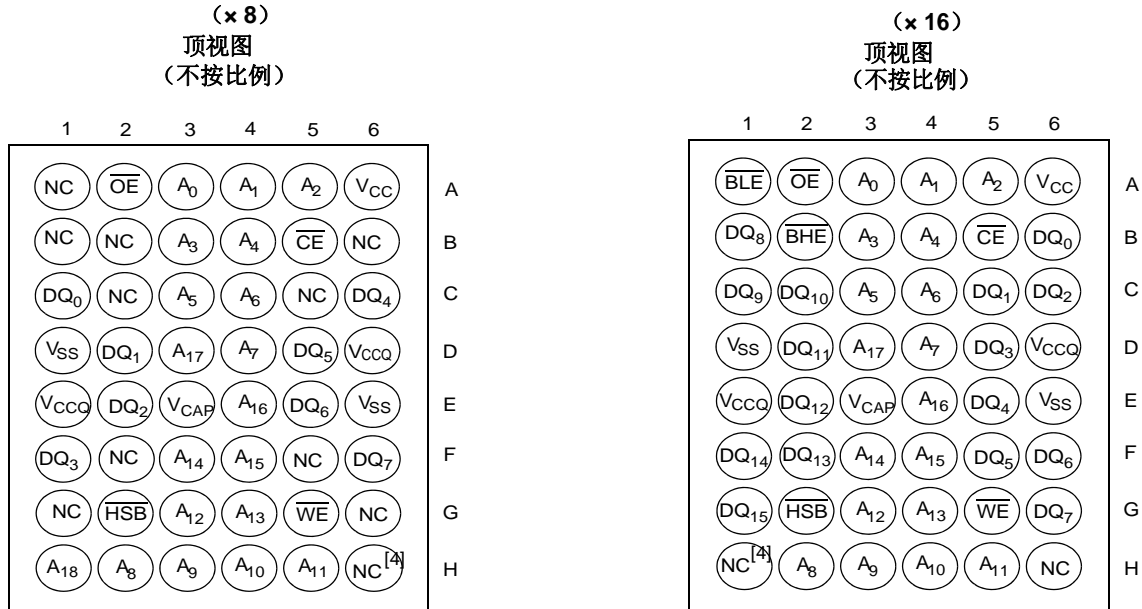 （× 8）
顶视图
（不按比例）
1 2 3 4 5 6
NC OE A0 A1 A2 VCC A
NC NC A3 A4 CE NC B
DQ0 NC A5 A6 NC DQ4 C
VSS DQ1 A17 A7 DQ5 VCCQ D
VCCQ DQ2 VCAP A16 DQ6 VSS E
DQ3 NC A14 A15 NC DQ7 F
NC HSB A12 A13 WE NC G
A18 A8 A9 A10 A11 NC[4] H
（× 16）
顶视图
（不按比例）
1 2 3 4 5 6
BLE OE A0 A1 A2 VCC A
DQ8 BHE A3 A4 CE DQ0 B
DQ9 DQ10 A5 A6 DQ1 DQ2 C
VSS DQ11 A17 A7 DQ3 VCCQ D
VCCQ DQ12 VCAP A16 DQ4 VSS E
DQ14 DQ13 A14 A15 DQ5 DQ6 F
DQ15 HSB A12 A13 WE DQ7 G
NC[4] A8 A9 A10 A11 NC H